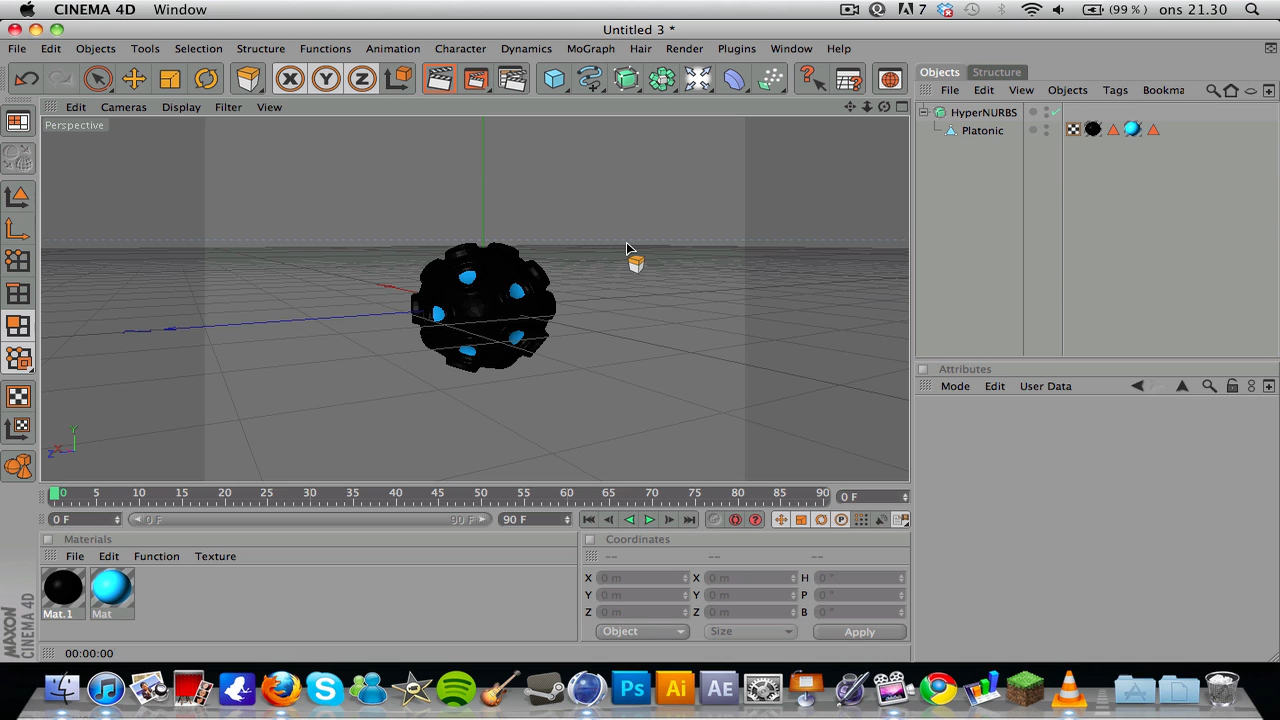 CINEMA 4D Window 7 (99 %) ons 21.30
Untitled 3 *
File Edit Objects Tools Selection Structure Functions Animation Character Dynamics MoGraph Hair Render Plugins Window Help
X Y Z
Objects Structure
File Edit View Objects Tags Bookma
Edit Cameras Display Filter View
Perspective
HyperNURBS
Platonic
Attributes
Mode Edit User Data
Y
Z X
0 5 10 15 20 25 30 35 40 45 50 55 60 65 70 75 80 85 90 0 F
0 F 0 F 90 F 90 F
Materials
File Edit Function Texture
Mat.1 Mat
Coordinates
-- -- --
X 0 m X 0 m H 0 °
Y 0 m Y 0 m P 0 °
Z 0 m Z 0 m B 0 °
Object Size Apply
MAXON
CINEMA 4D
00:00:00
Ps Ai AE